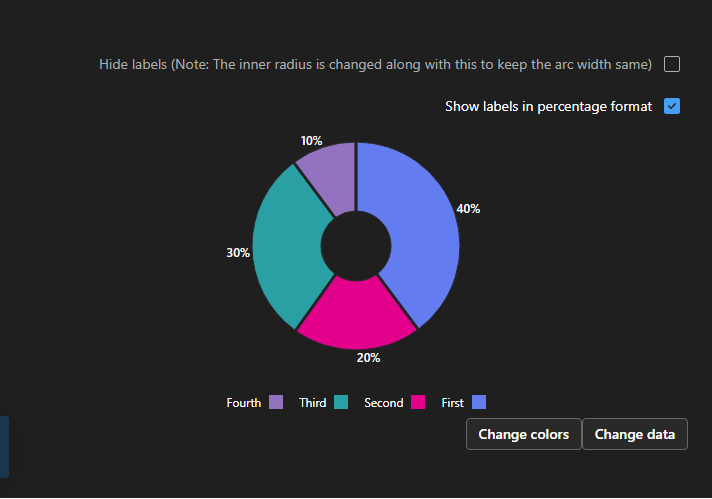 Hide labels (Note: The inner radius is changed along with this to keep the arc width same)
Show labels in percentage format
10%
40%
30%
20%
Fourth Third Second First
Change colors Change data